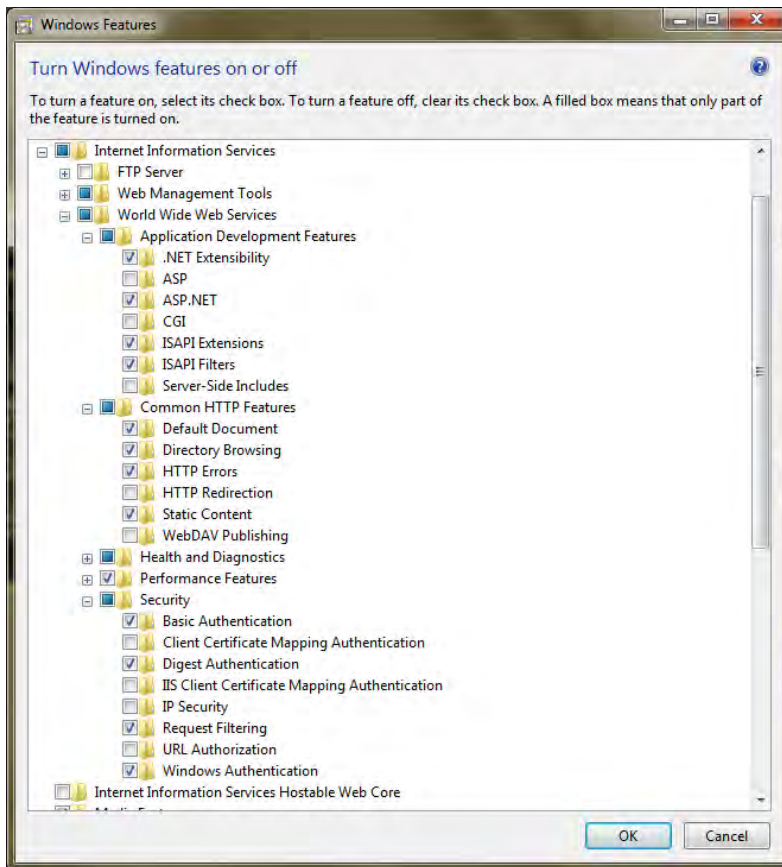 Windows Features
Turn Windows features on or off
To turn a feature on, select its check box. To turn a feature off, clear its check box. A filled box means that only part of
the feature is turned on.
Internet Information Services
FTP Server
Web Management Tools
World Wide Web Services
Application Development Features
.NET Extensibility
ASP
ASP.NET
CGI
ISAPI Extensions
ISAPI Filters
Server-Side Includes
Common HTTP Features
Default Document
Directory Browsing
HTTP Errors
HTTP Redirection
Static Content
WebDAV Publishing
Health and Diagnostics
Performance Features
Security
Basic Authentication
Client Certificate Mapping Authentication
Digest Authentication
IIS Client Certificate Mapping Authentication
IP Security
Request Filtering
URL Authorization
Windows Authentication
Internet Information Services Hostable Web Core
OK Cancel